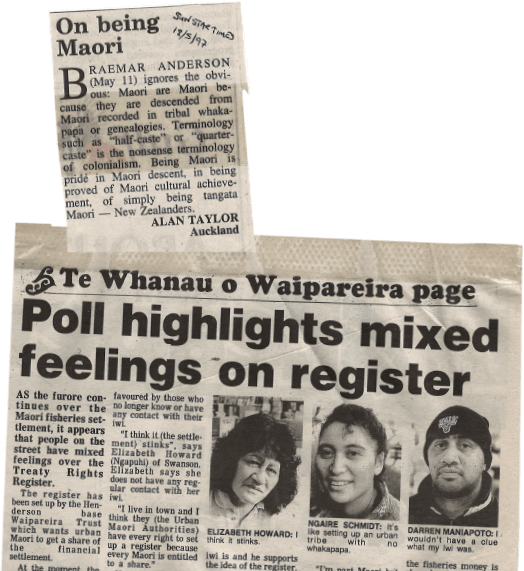 On being
Maori
SUN STAR TIMES
18/5/97
BRAEMAR ANDERSON
(May 11) ignores the obvi-
ous: Maori are Maori be-
cause they are descended from
Maori recorded in tribal whaka-
papa or genealogies. Terminology
such as "half-caste" or "quarter-
caste" is the nonsense terminology
of colonialism. Being Maori is
pride in Maori descent, in being
proved of Maori cultural achieve-
ment, of simply being tangata
Maori — New Zealanders.
ALAN TAYLOR
Auckland
Te Whanau o Waipareira page
Poll highlights mixed
feelings on register
AS the furore con-
tinues over the
Maori fisheries set-
tlement, it appears
that people on the
street have mixed
feelings over the
Treaty Rights
Register.
The register has
been set up by the Hen-
derson base
Waipareira Trust
which wants urban
Maori to get a share of
the financial
settlement.
At the moment, the
favoured by those who
no longer know or have
any contact with their
iwi.
"I think it (the settle-
ment) stinks", says
Elizabeth Howard
(Ngapuhi) of Swanson.
Elizabeth says she
does not have any reg-
ular contact with her
iwi.
"I live in town and I
think they (the Urban
Maori Authorities)
have every right to set
up a register because
every Maori is entitled
to a share."
ELIZABETH HOWARD: I
think it stinks.
iwi is and he supports
the idea of the register.
NGAIRE SCHMIDT: It's
like setting up an urban
tribe with no
whakapapa.
"I'm part Maori but
DARREN MANIAPOTO: I
wouldn't have a clue
what my iwi was.
the fisheries money is